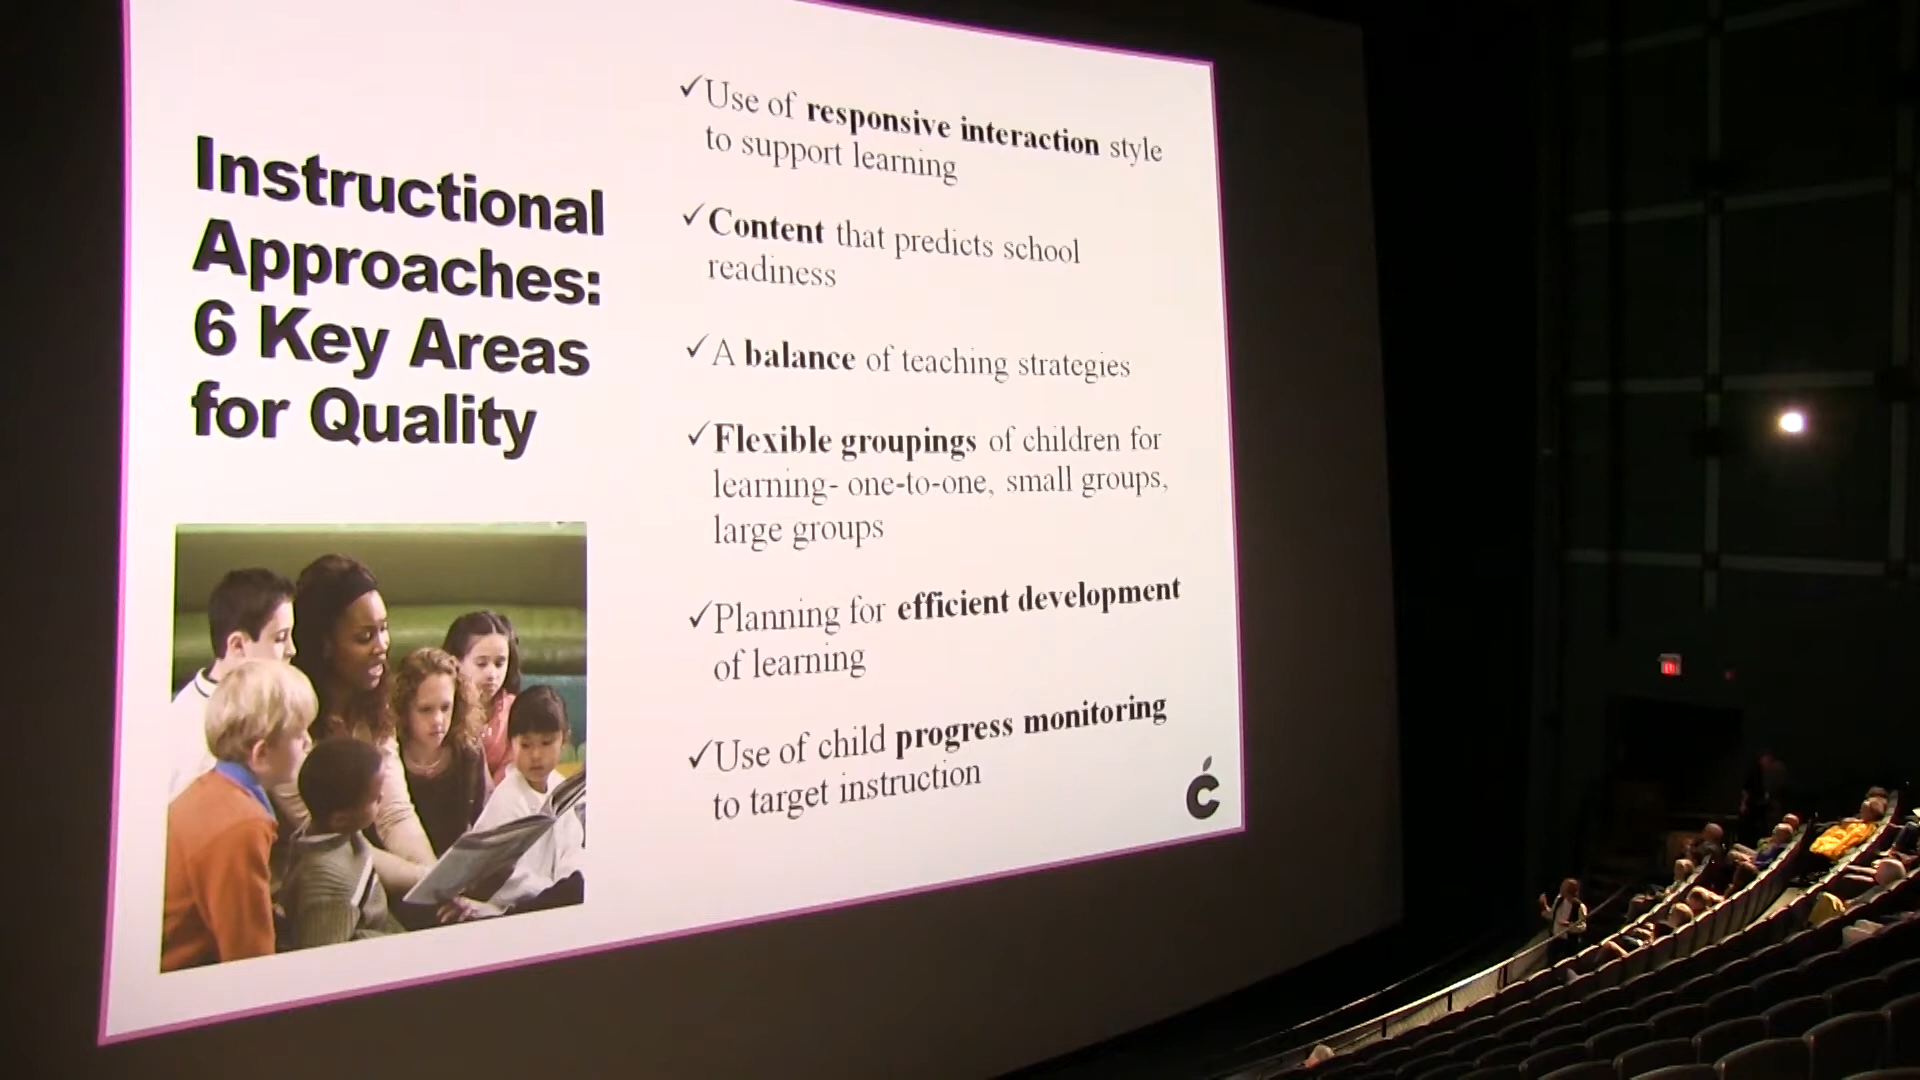 Instructional
Approaches:
6 Key Areas
for Quality
✓Use of responsive interaction style
to support learning
✓Content that predicts school
readiness
✓A balance of teaching strategies
✓Flexible groupings of children for
learning- one-to-one, small groups,
large groups
✓Planning for efficient development
of learning
✓Use of child progress monitoring
to target instruction